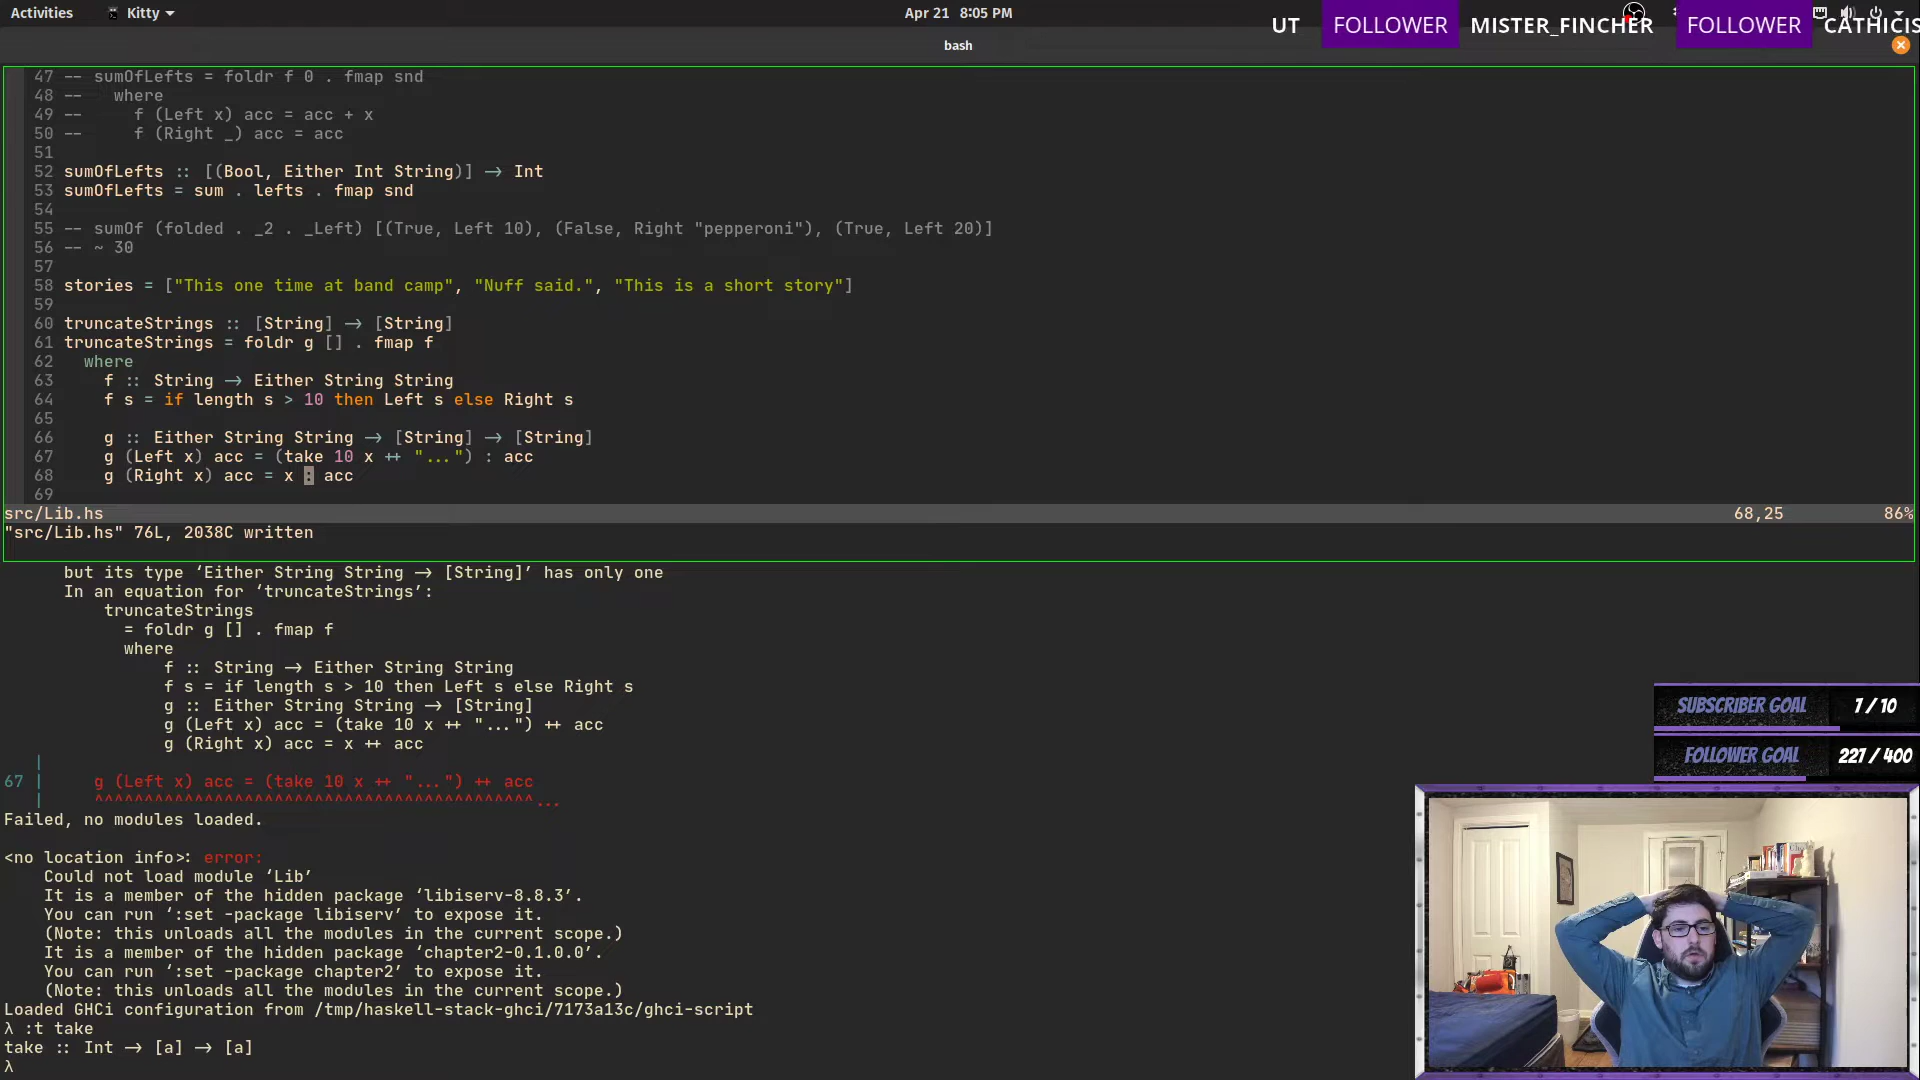 Activities Kitty Apr 21 8:05 PM
UT FOLLOWER MISTER_FINCHER FOLLOWER CATHICIS
bash
47 -- sumOfLefts = foldr f 0 . fmap snd
48 --   where
49 --     f (Left x) acc = acc + x
50 --     f (Right _) acc = acc
51
52 sumOfLefts :: [(Bool, Either Int String)] → Int
53 sumOfLefts = sum . lefts . fmap snd
54
55 -- sumOf (folded . _2 . _Left) [(True, Left 10), (False, Right "pepperoni"), (True, Left 20)]
56 -- ~ 30
57
58 stories = ["This one time at band camp", "Nuff said.", "This is a short story"]
59
60 truncateStrings :: [String] → [String]
61 truncateStrings = foldr g [] . fmap f
62   where
63     f :: String → Either String String
64     f s = if length s > 10 then Left s else Right s
65
66     g :: Either String String → [String] → [String]
67     g (Left x) acc = (take 10 x ++ "...") : acc
68     g (Right x) acc = x : acc
69
src/Lib.hs 68,25 86%
"src/Lib.hs" 76L, 2038C written
but its type ‘Either String String → [String]’ has only one
In an equation for ‘truncateStrings’:
truncateStrings
= foldr g [] . fmap f
where
f :: String → Either String String
f s = if length s > 10 then Left s else Right s
g :: Either String String → [String]
g (Left x) acc = (take 10 x ++ "...") ++ acc
g (Right x) acc = x ++ acc
|
67 | g (Left x) acc = (take 10 x ++ "...") ++ acc
| ^^^^^^^^^^^^^^^^^^^^^^^^^^^^^^^^^^^^^^^^^^^^...
Failed, no modules loaded.
<no location info>: error:
Could not load module ‘Lib’
It is a member of the hidden package ‘libiserv-8.8.3’.
You can run ‘:set -package libiserv’ to expose it.
(Note: this unloads all the modules in the current scope.)
It is a member of the hidden package ‘chapter2-0.1.0.0’.
You can run ‘:set -package chapter2’ to expose it.
(Note: this unloads all the modules in the current scope.)
Loaded GHCi configuration from /tmp/haskell-stack-ghci/7173a13c/ghci-script
λ :t take
take :: Int → [a] → [a]
λ
SUBSCRIBER GOAL 7 / 10
FOLLOWER GOAL 227 / 400